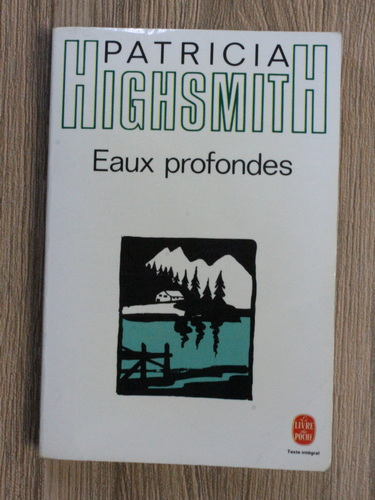 PATRICIA
HIGHSMITH
Eaux profondes
LE
LIVRE
DE
POCHE
Texte intégral